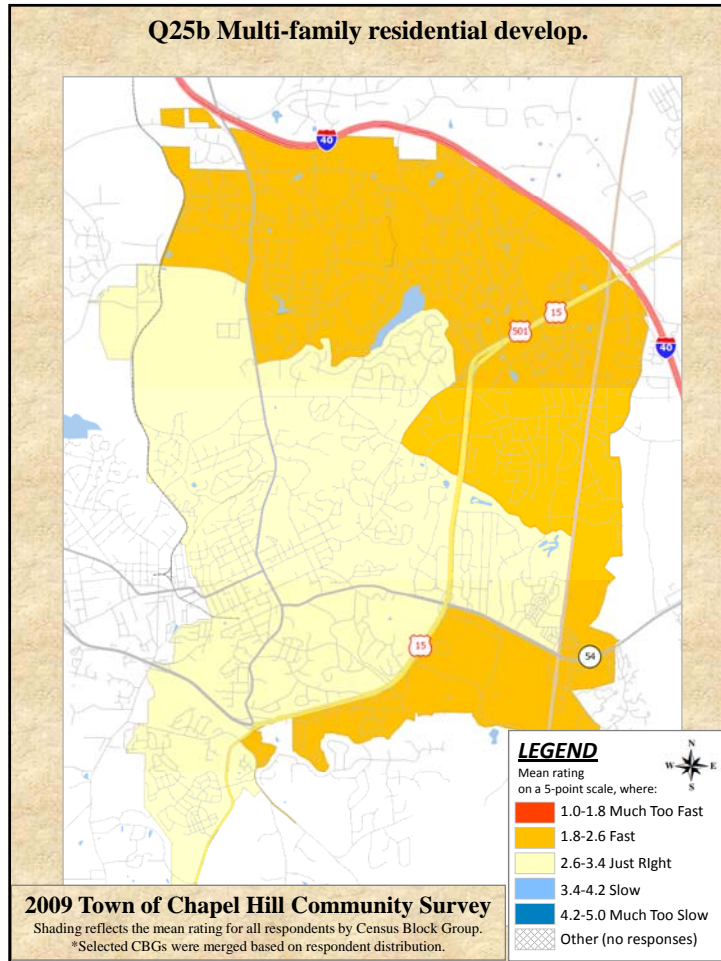 Q25b Multi-family residential develop.
40
15
501
40
15
54
LEGEND
N
W E
S
Mean rating
on a 5-point scale, where:
1.0-1.8 Much Too Fast
1.8-2.6 Fast
2.6-3.4 Just RIght
3.4-4.2 Slow
4.2-5.0 Much Too Slow
Other (no responses)
2009 Town of Chapel Hill Community Survey
Shading reflects the mean rating for all respondents by Census Block Group.
*Selected CBGs were merged based on respondent distribution.